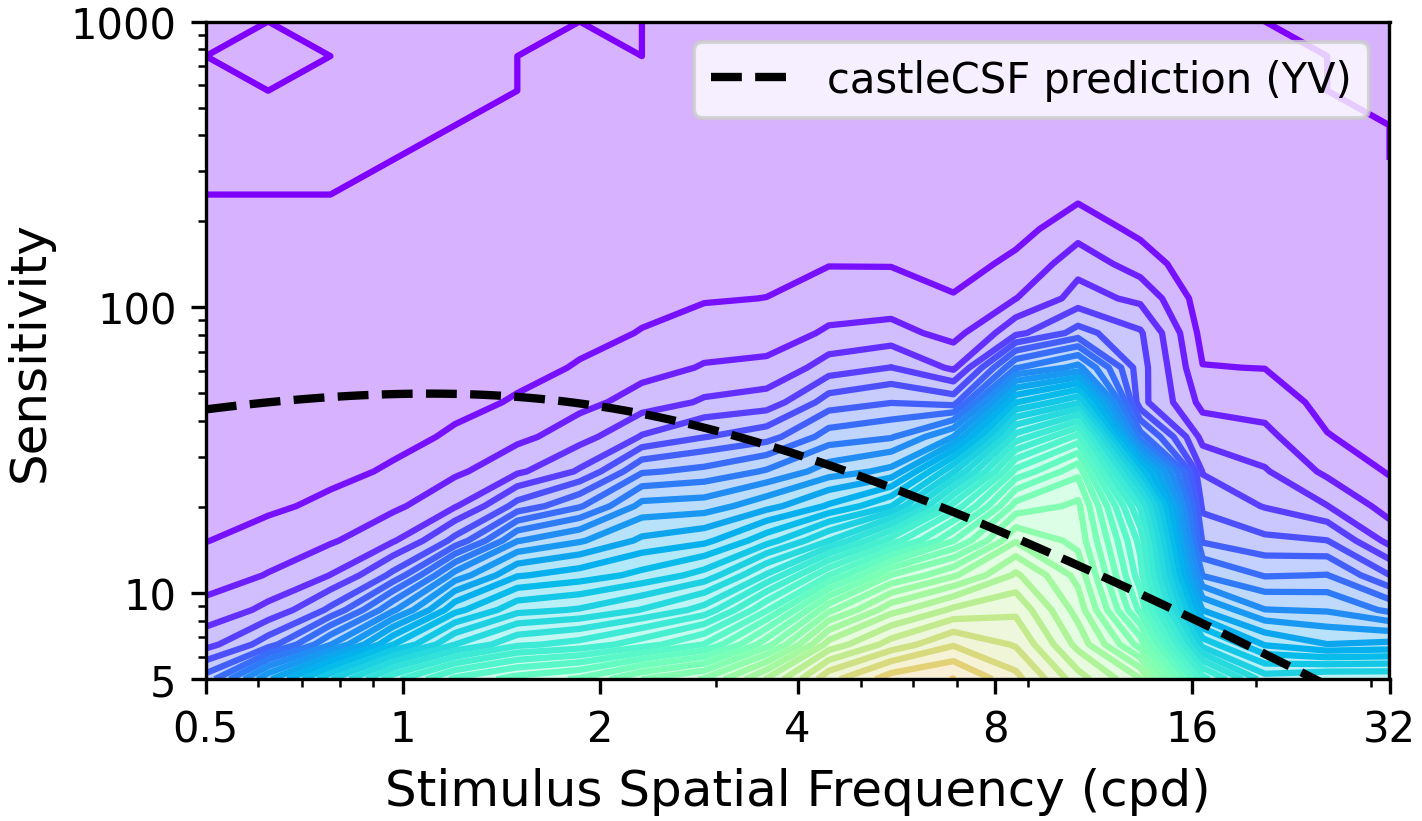 1000
100
10
5
Sensitivity
castleCSF prediction (YV)
0.5 1 2 4 8 16 32
Stimulus Spatial Frequency (cpd)